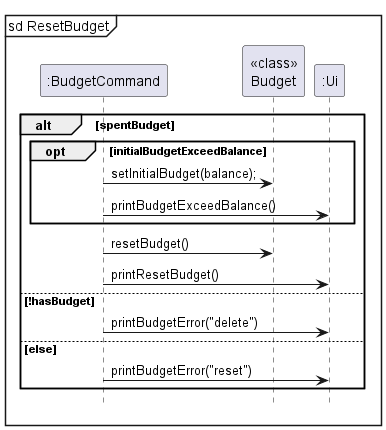 sd ResetBudget
«class»
:BudgetCommand
Budget
:Ui
alt [spentBudget]
opt [initialBudgetExceedBalance]
setInitialBudget(balance);
printBudgetExceedBalance()
resetBudget()
printResetBudget()
[!hasBudget]
printBudgetError("delete")
[else]
printBudgetError("reset")